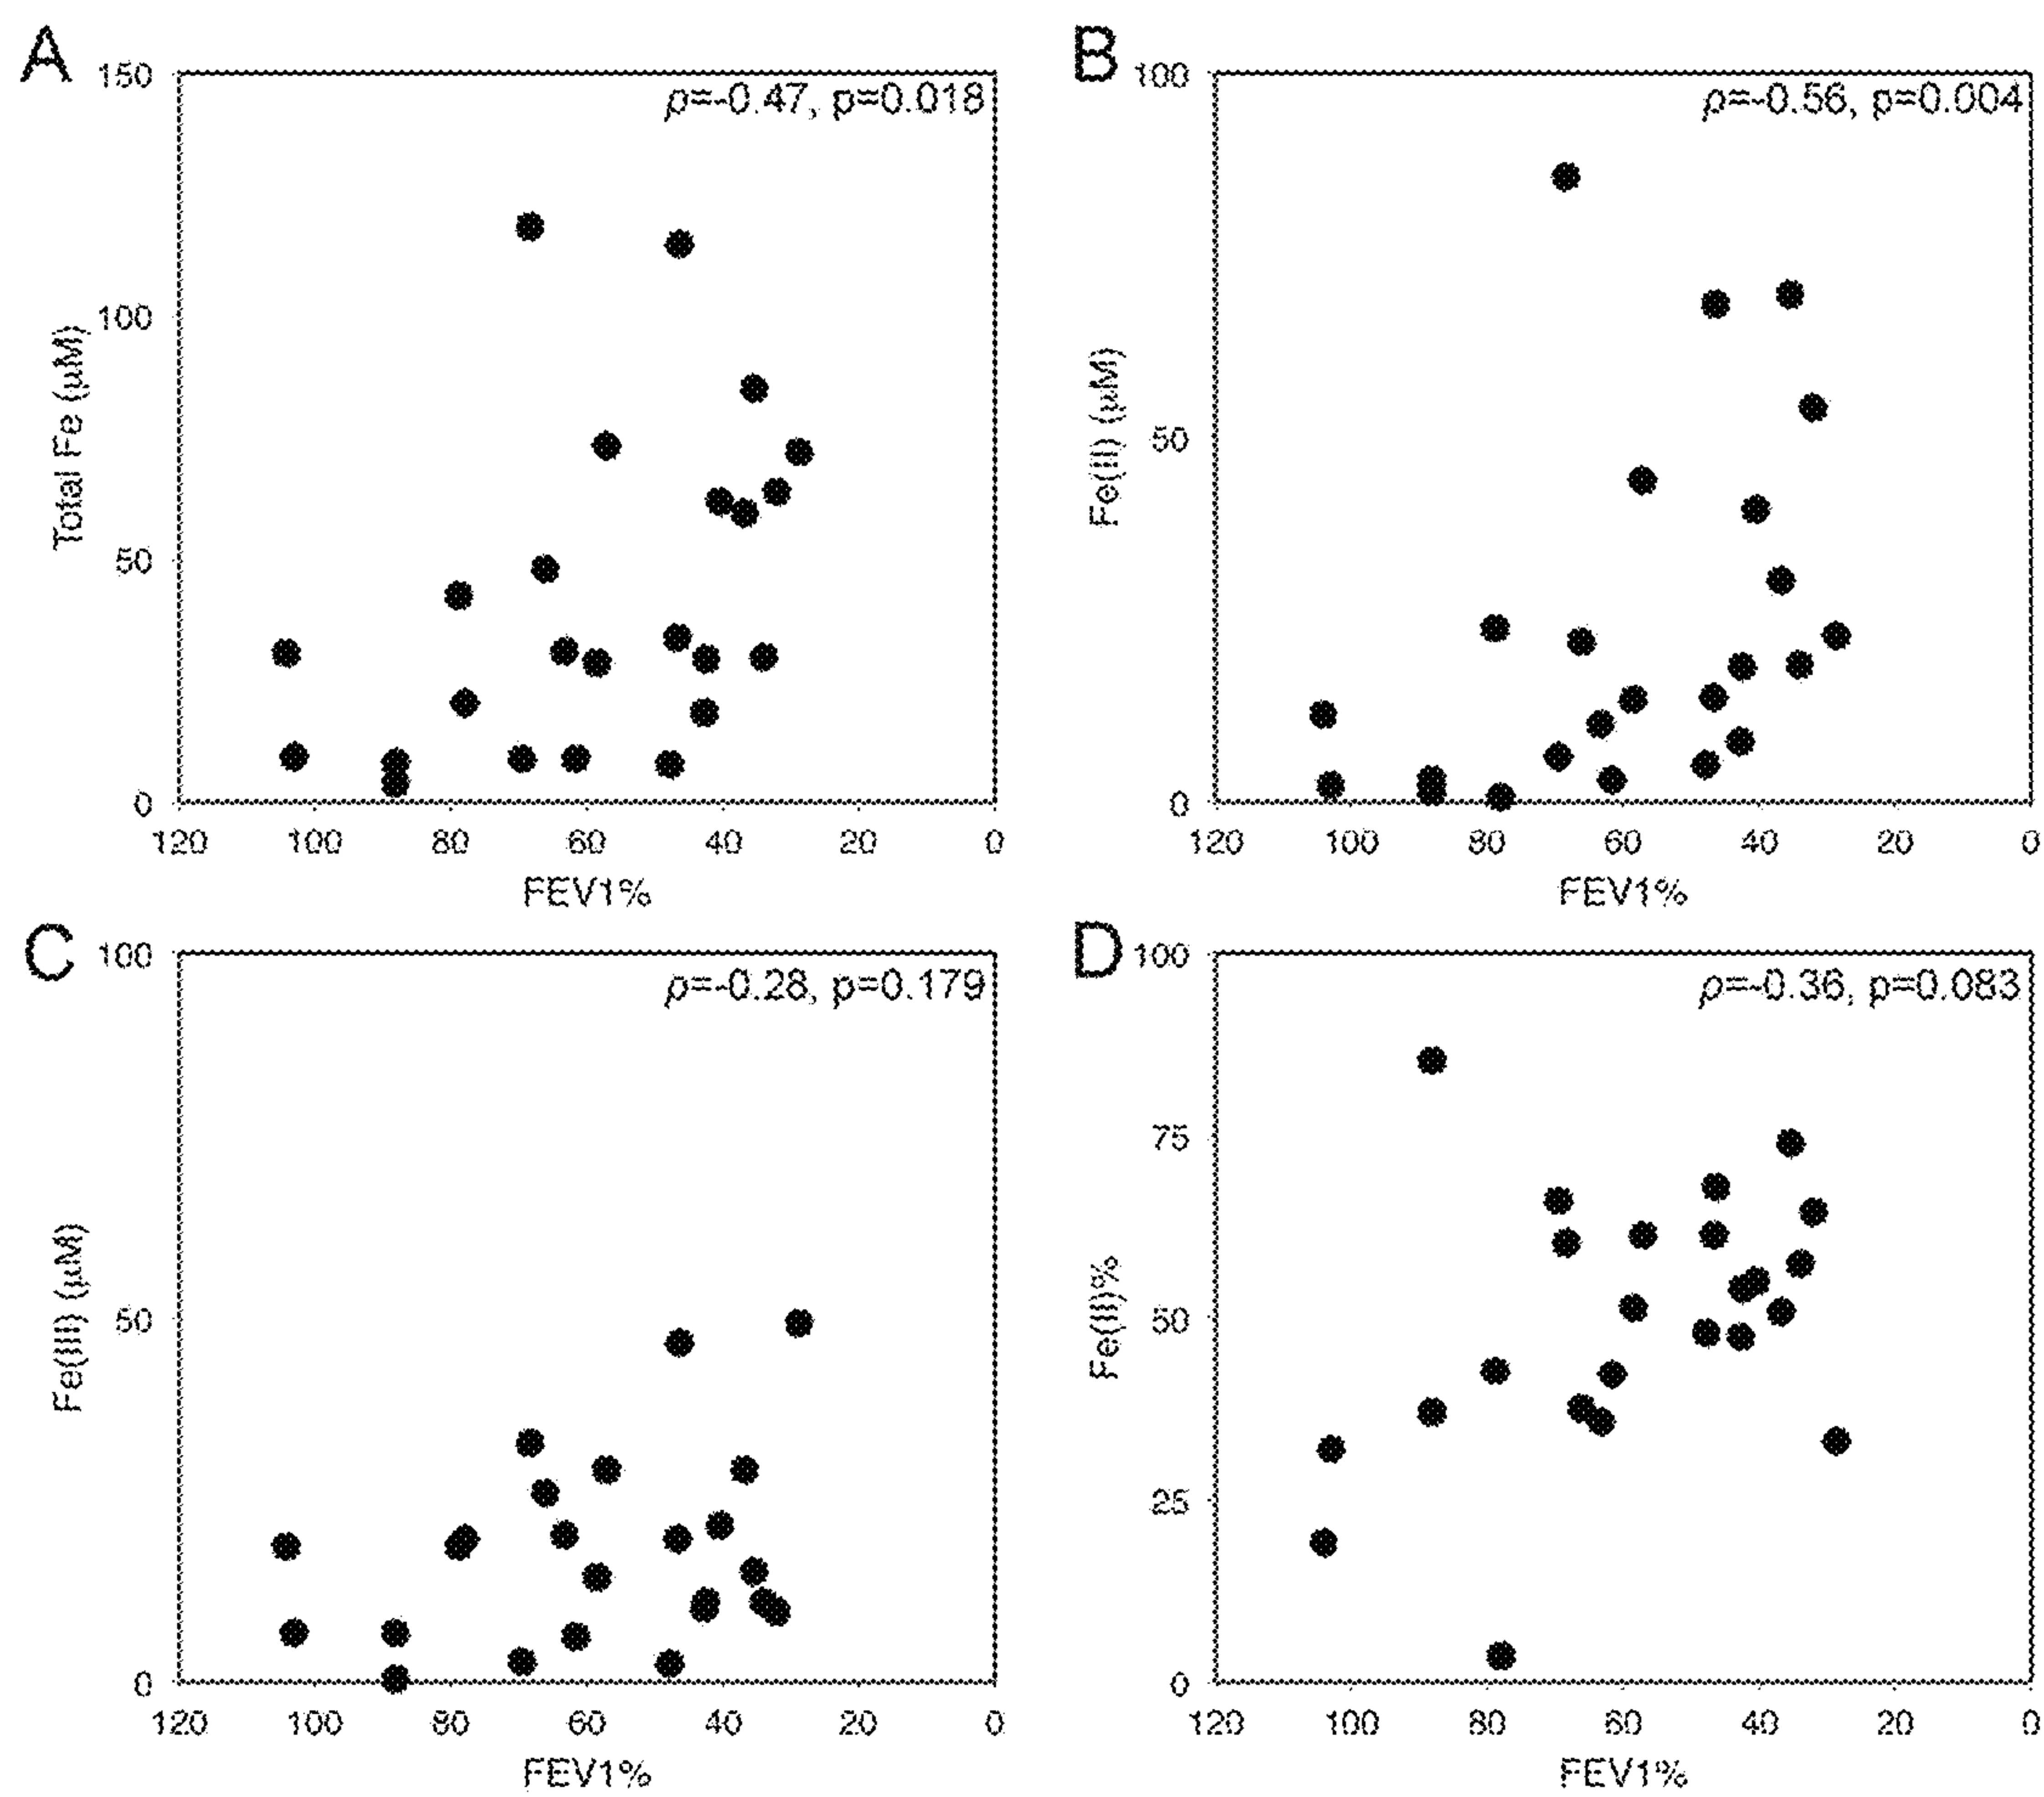 A
ρ=-0.47, p=0.018
Total Fe (µM)
150
100
50
0
120 100 80 60 40 20 0
FEV1%
B
ρ=-0.56, p=0.004
Fe(II) (µM)
100
50
0
120 100 80 60 40 20 0
FEV1%
C
ρ=-0.28, p=0.179
Fe(III) (µM)
100
50
0
120 100 80 60 40 20 0
FEV1%
D
ρ=-0.36, p=0.083
Fe(II)%
100
75
50
25
0
120 100 80 60 40 20 0
FEV1%